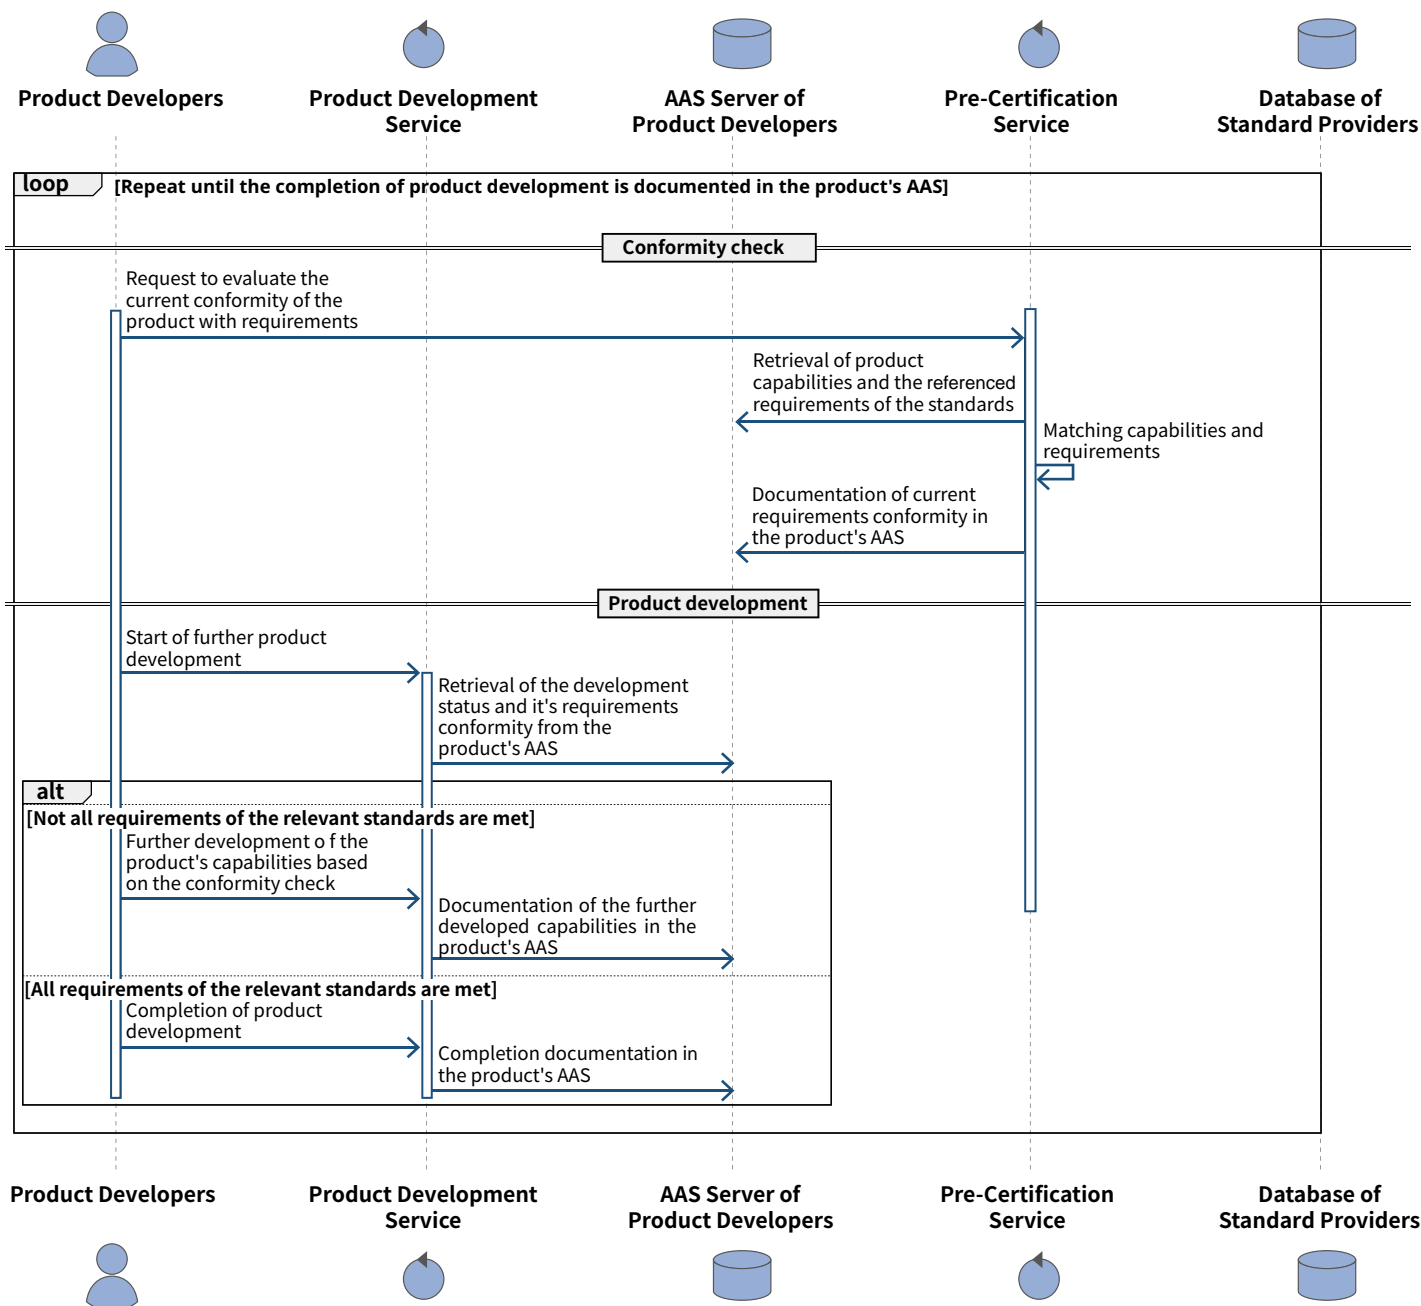 Product Developers
Product Development
Service
AAS Server of
Product Developers
Pre-Certification
Service
Database of
Standard Providers
loop
[Repeat until the completion of product development is documented in the product's AAS]
Conformity check
Request to evaluate the
current conformity of the
product with requirements
Retrieval of product
capabilities and the referenced
requirements of the standards
Matching capabilities and
requirements
Documentation of current
requirements conformity in
the product's AAS
Product development
Start of further product
development
Retrieval of the development
status and it's requirements
conformity from the
product's AAS
alt
[Not all requirements of the relevant standards are met]
Further development o f the
product's capabilities based
on the conformity check
Documentation of the further
developed capabilities in the
product's AAS
[All requirements of the relevant standards are met]
Completion of product
development
Completion documentation in
the product's AAS
Product Developers
Product Development
Service
AAS Server of
Product Developers
Pre-Certification
Service
Database of
Standard Providers